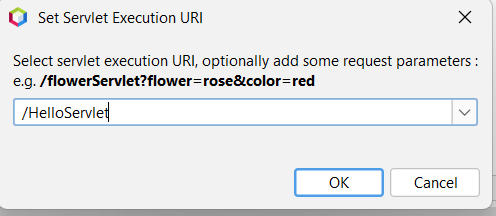 Set Servlet Execution URI
Select servlet execution URI, optionally add some request parameters :
e.g. /flowerServlet?flower=rose&color=red
/HelloServlet
OK Cancel